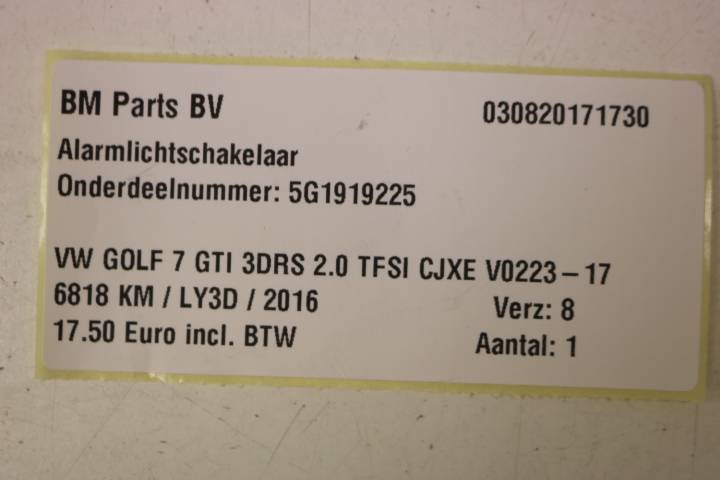 BM Parts BV 030820171730
Alarmlichtschakelaar
Onderdeelnummer: 5G1919225
VW GOLF 7 GTI 3DRS 2.0 TFSI CJXE V0223-17
6818 KM / LY3D / 2016 Verz: 8
17.50 Euro incl. BTW Aantal: 1